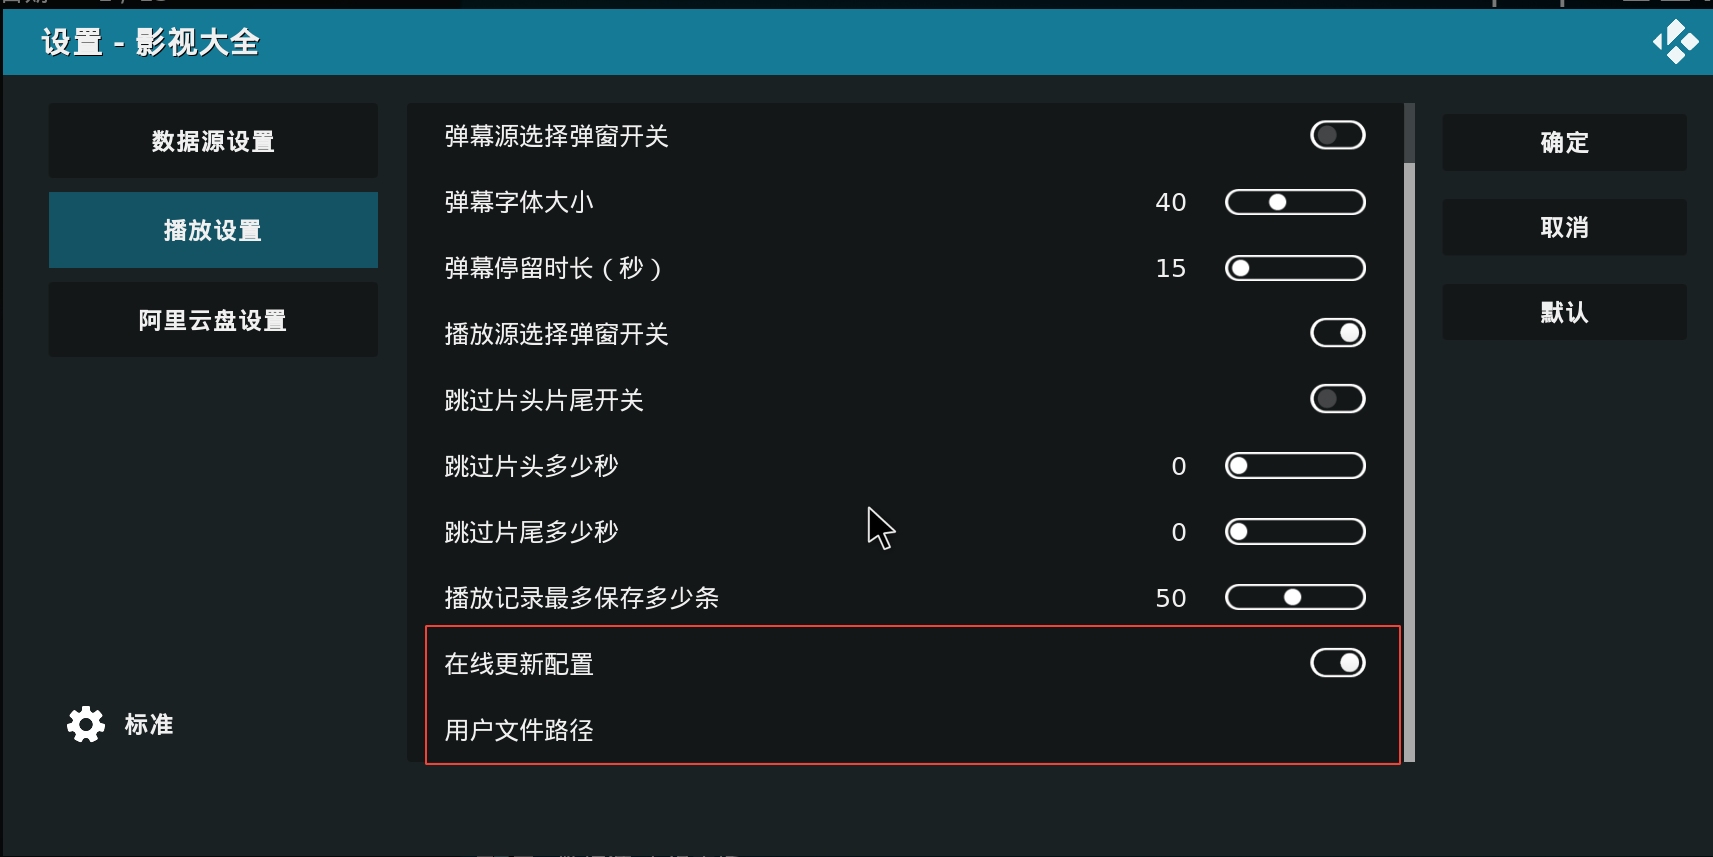 设置 - 影视大全
数据源设置
播放设置
阿里云盘设置
标准
弹幕源选择弹窗开关
弹幕字体大小 40
弹幕停留时长（秒） 15
播放源选择弹窗开关
跳过片头片尾开关
跳过片头多少秒 0
跳过片尾多少秒 0
播放记录最多保存多少条 50
在线更新配置
用户文件路径
确定
取消
默认